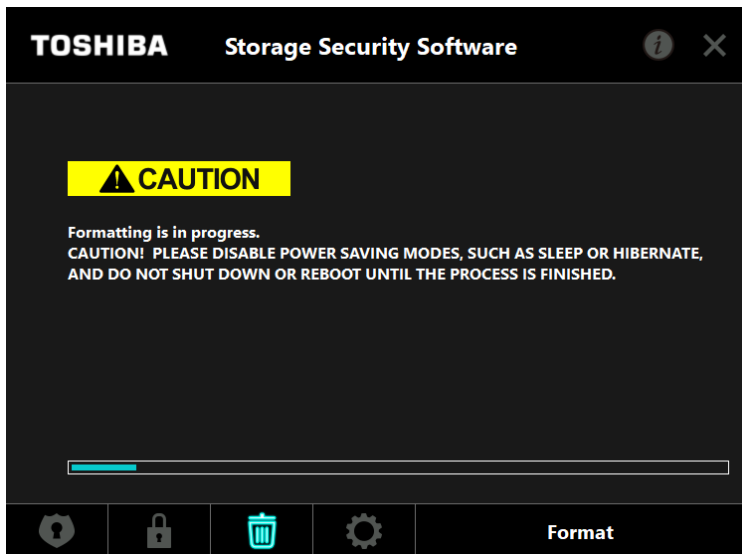 TOSHIBA Storage Security Software
CAUTION
Formatting is in progress.
CAUTION! PLEASE DISABLE POWER SAVING MODES, SUCH AS SLEEP OR HIBERNATE,
AND DO NOT SHUT DOWN OR REBOOT UNTIL THE PROCESS IS FINISHED.
Format